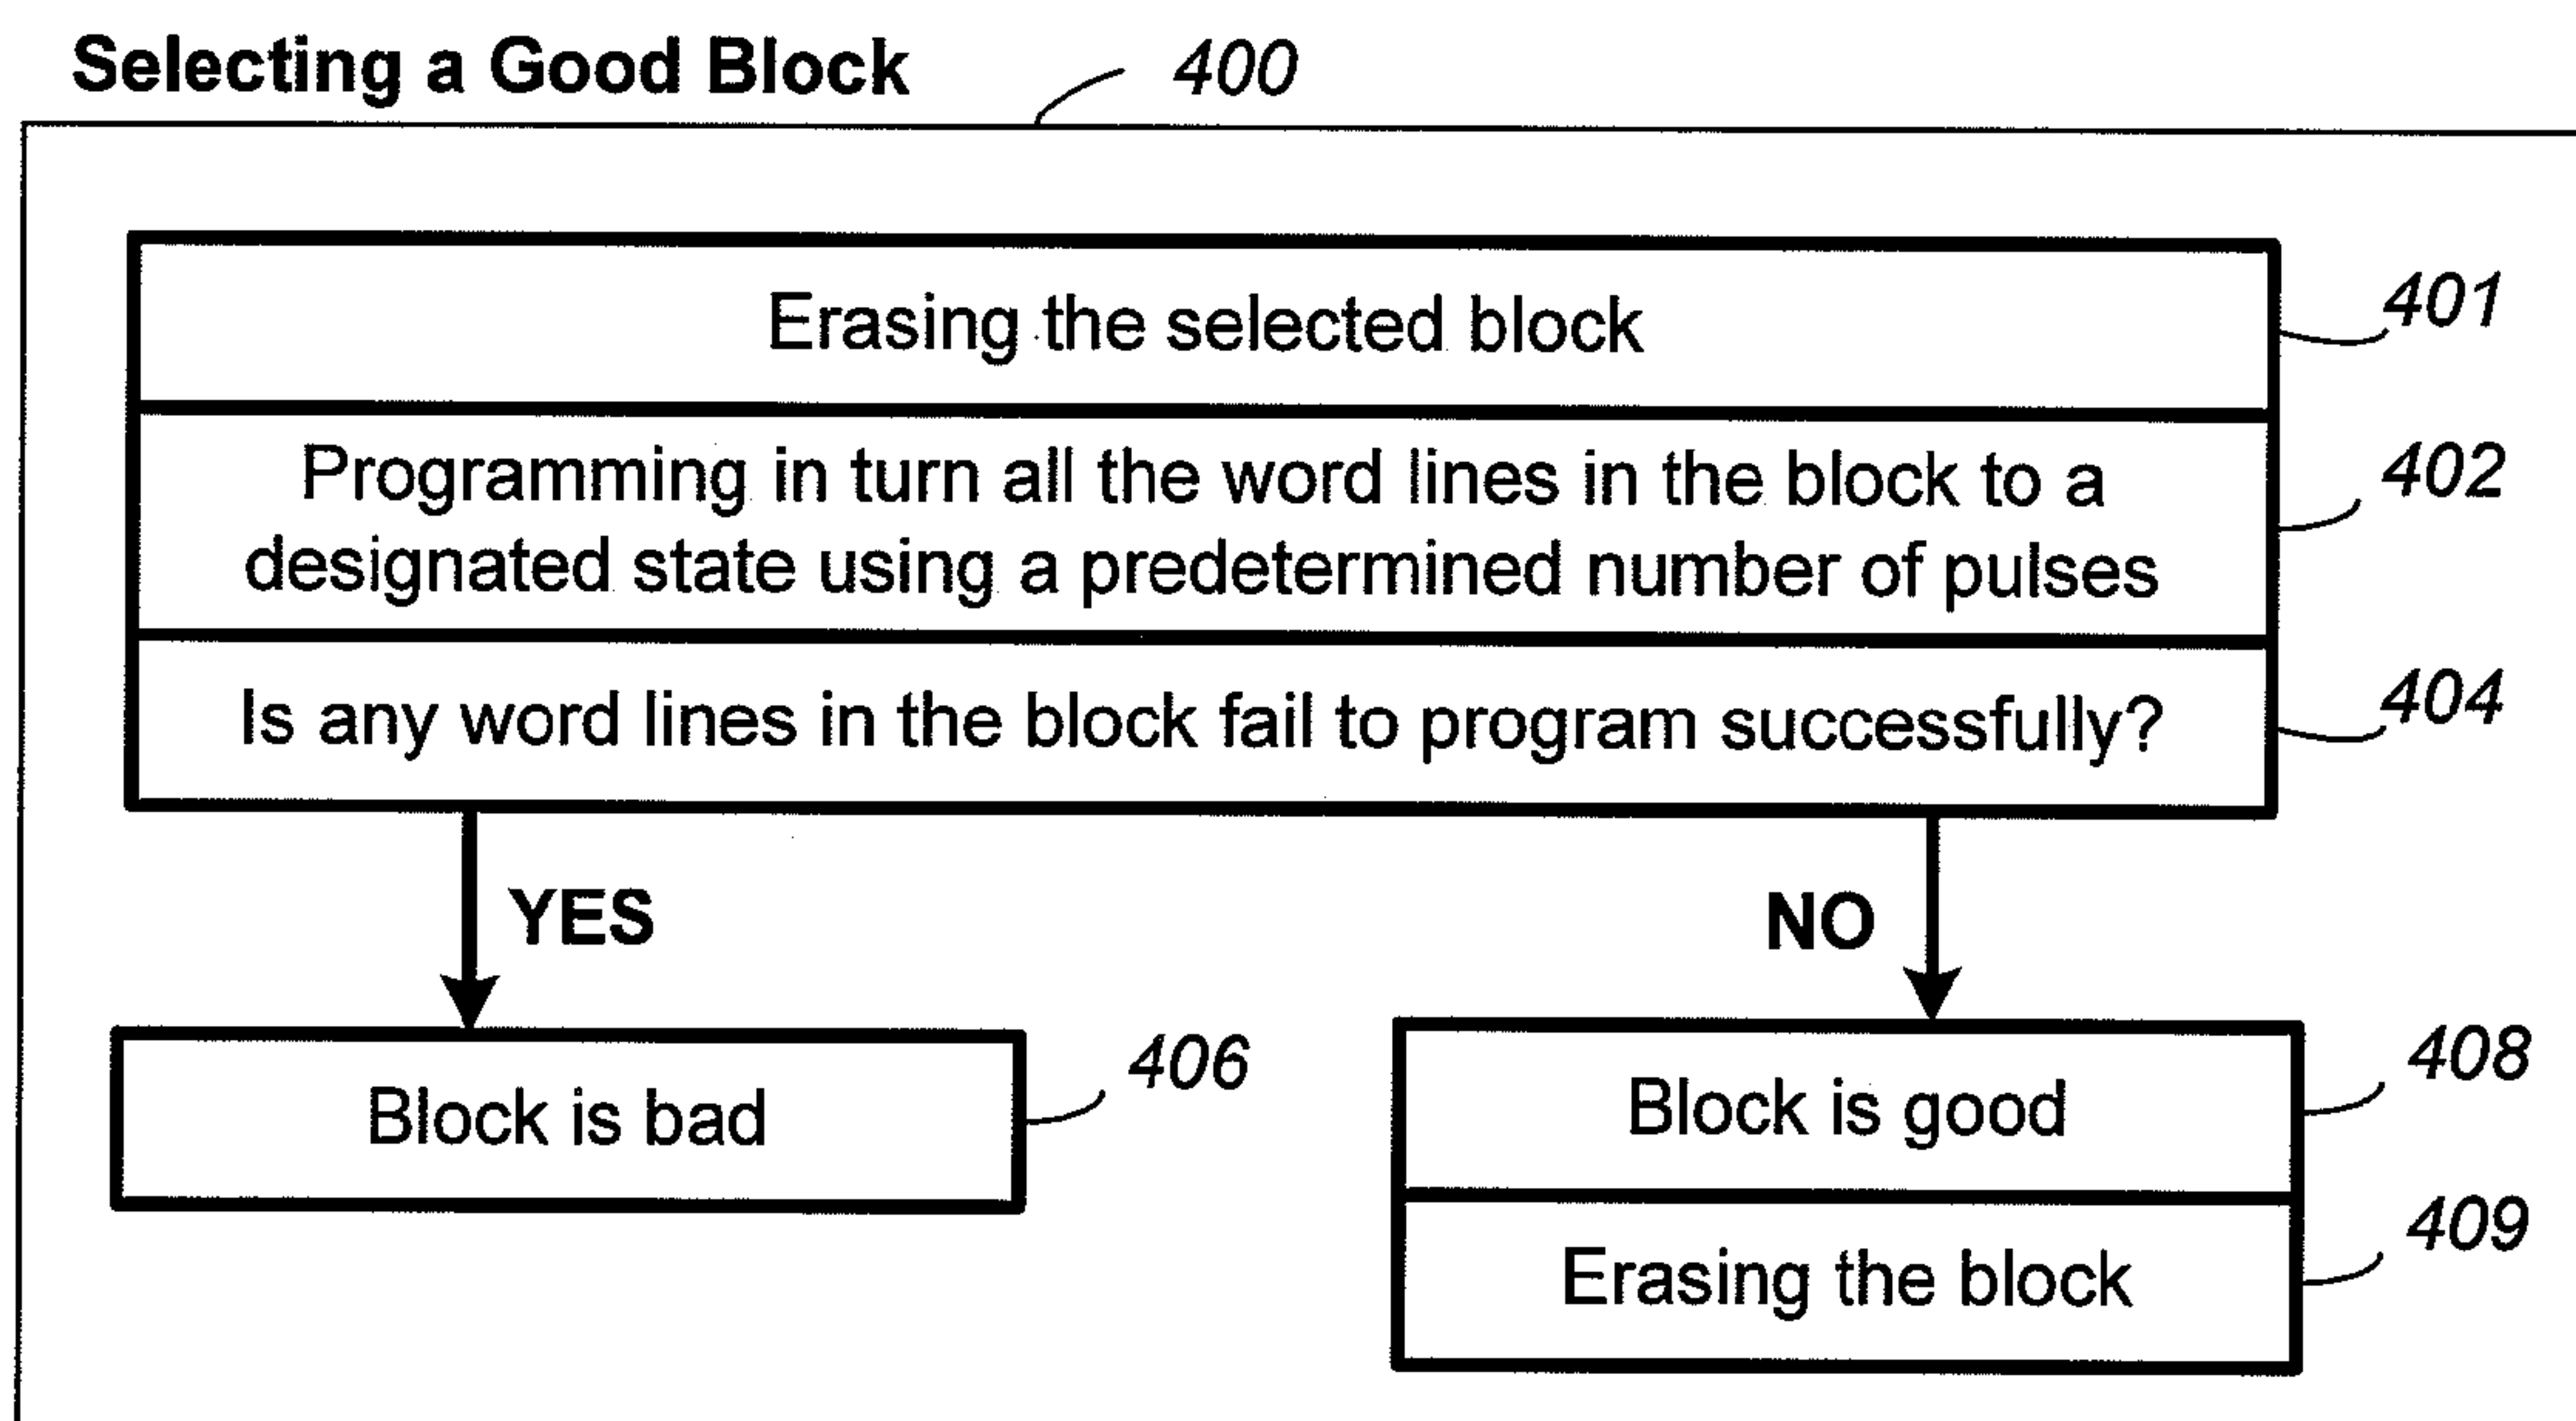 Selecting a Good Block 400
Erasing the selected block 401
Programming in turn all the word lines in the block to a 402
designated state using a predetermined number of pulses
Is any word lines in the block fail to program successfully? 404
YES NO
Block is bad 406
Block is good 408
Erasing the block 409